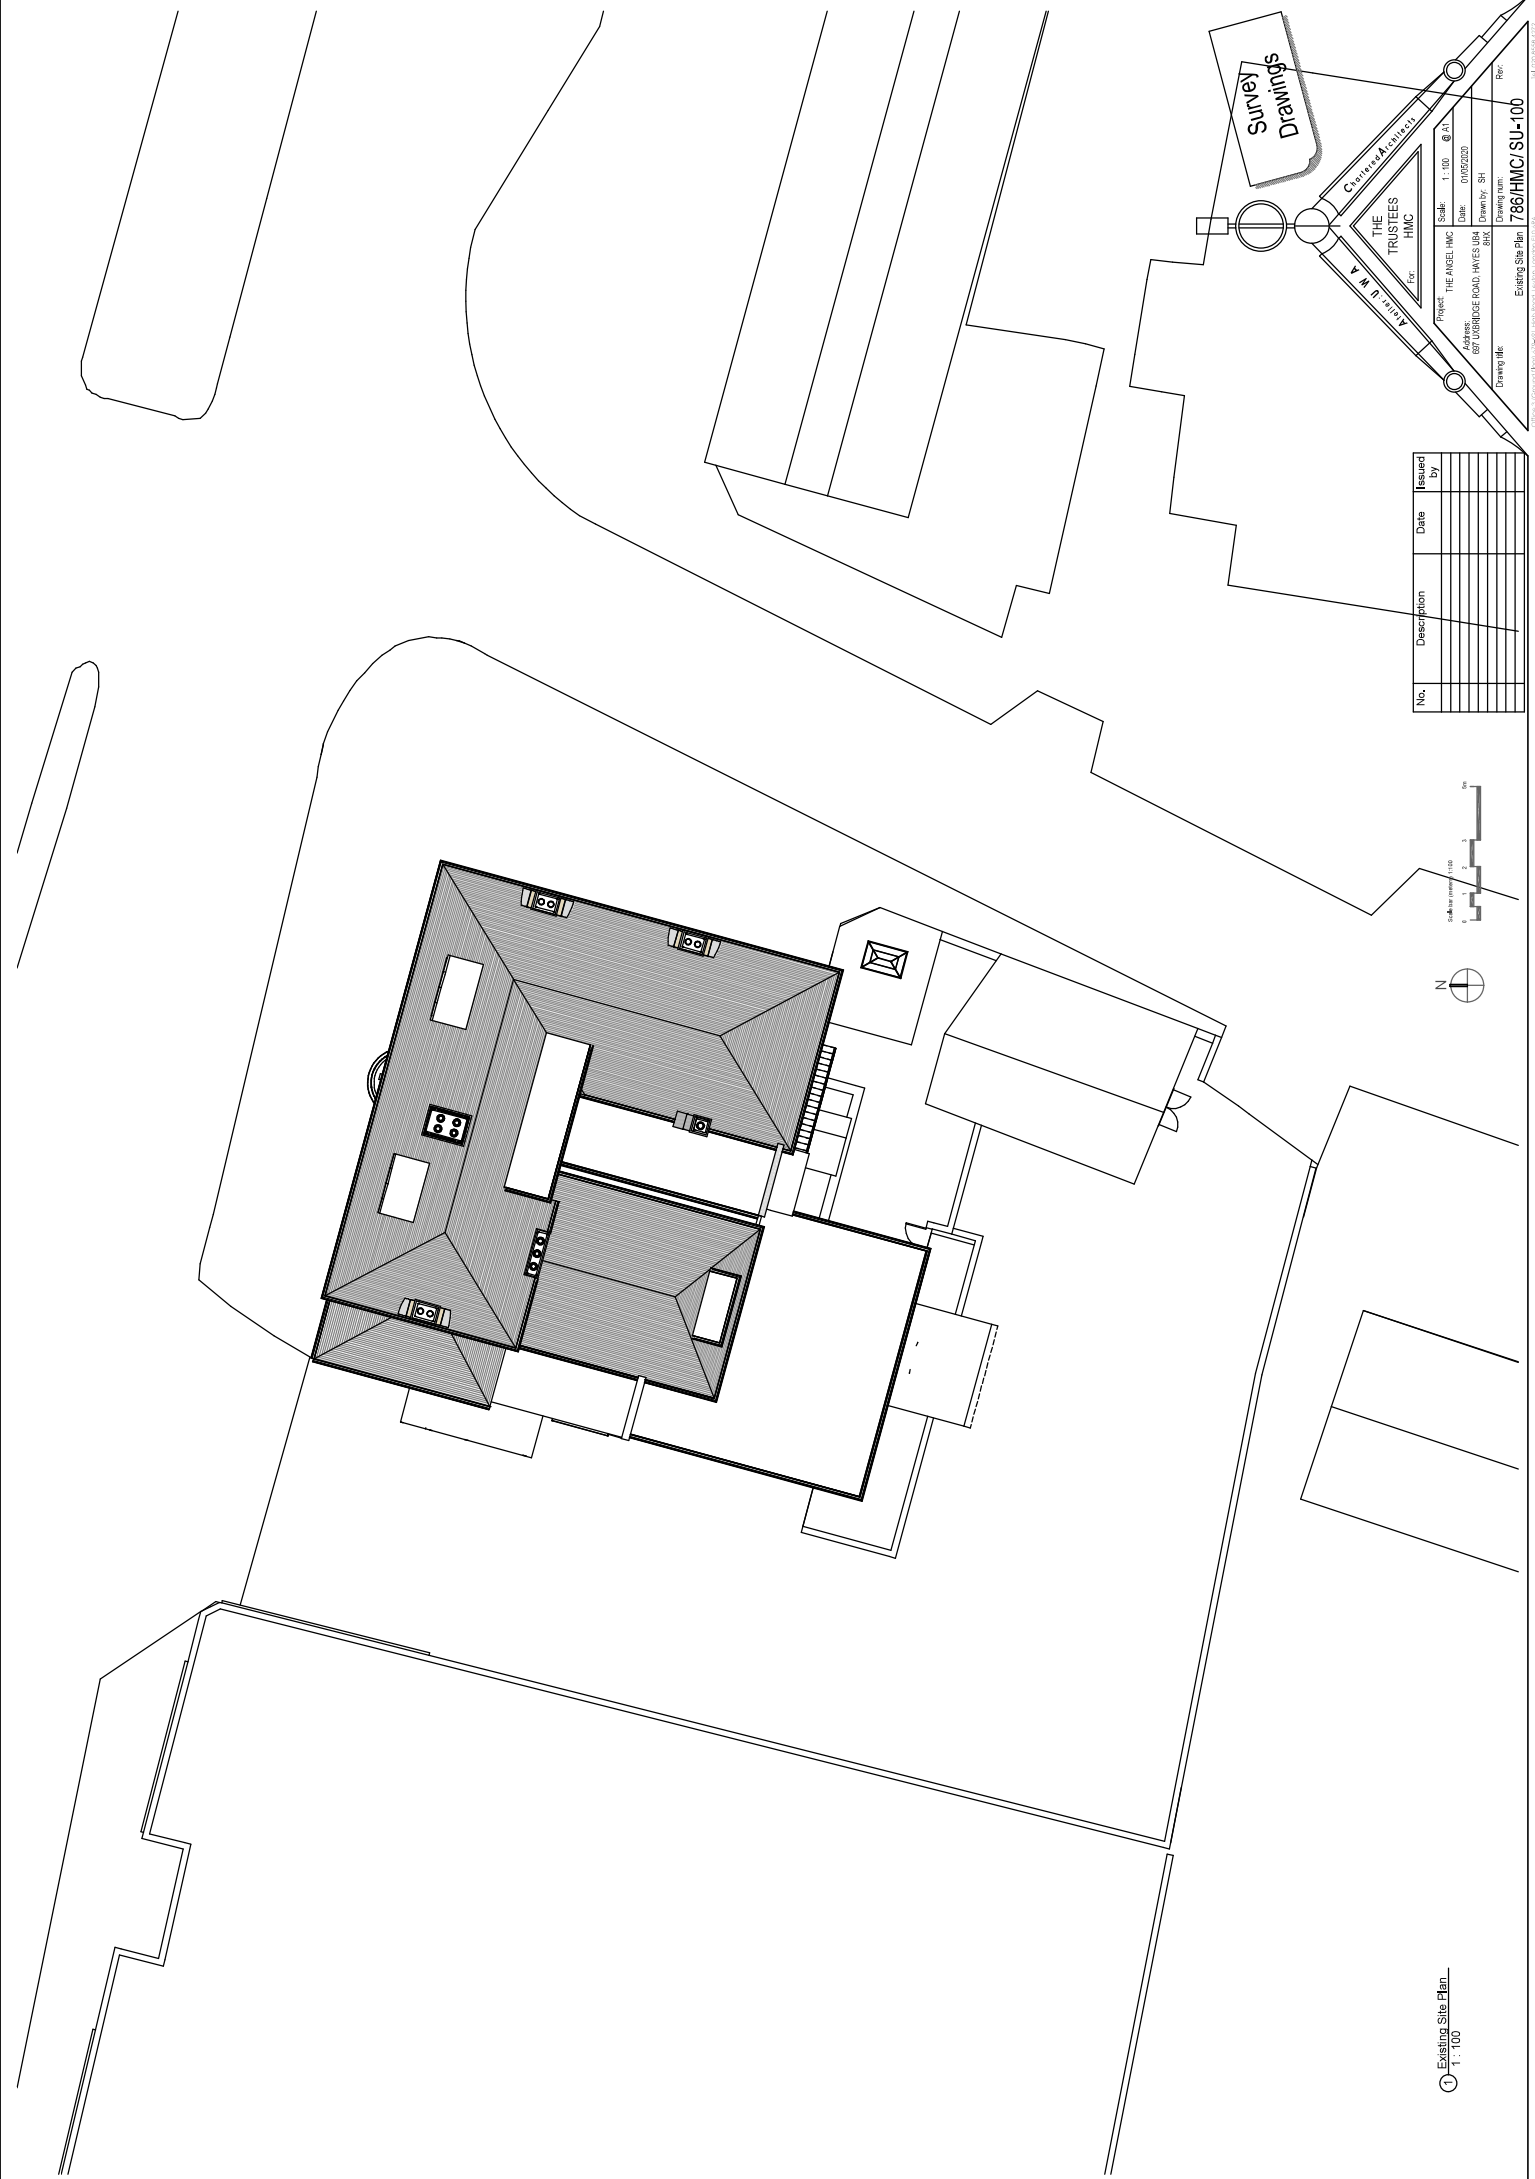 Survey
Drawings
Chartered Architects
Atelier: U W A
THE
TRUSTEES
HMC
For:
Project: THE ANGEL HMC
Address:
697 UXBRIDGE ROAD, HAYES UB4
8HX
Scale: 1 : 100 @ A1
Date: 01/05/2020
Drawn by: SH
Drawing title:
Existing Site Plan
Drawing num:
786/HMC/ SU-100
Rev:
No. Description Date Issued
by
Scale bar (meters) 1:100
0 1 2 3 5m
N
1 Existing Site Plan
1 : 100